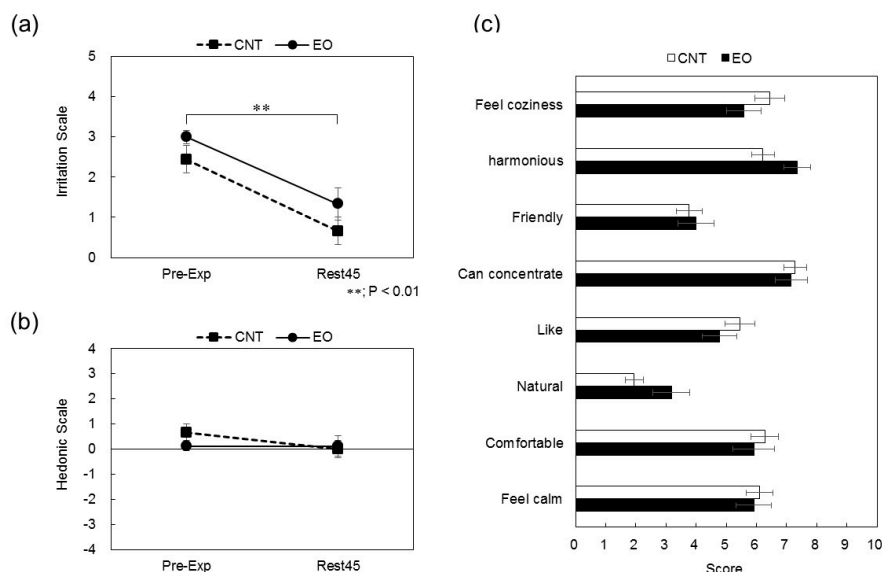 (a)
CNT EO
5
4
3
2
1
0
Irritation Scale
**
Pre-Exp Rest45
**; P < 0.01
(b)
CNT EO
4
3
2
1
0
-1
-2
-3
-4
Hedonic Scale
Pre-Exp Rest45
(c)
CNT EO
Feel coziness
harmonious
Friendly
Can concentrate
Like
Natural
Comfortable
Feel calm
0 1 2 3 4 5 6 7 8 9 10
Score